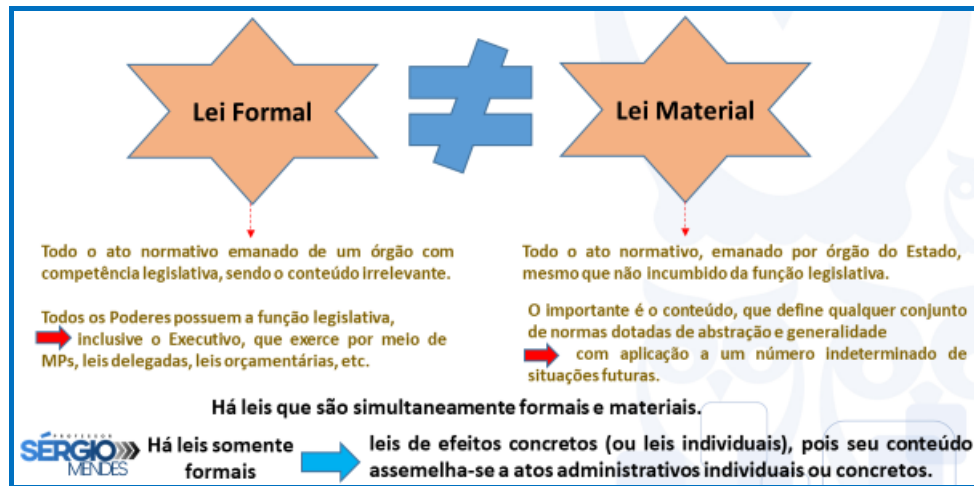 Lei Formal
Lei Material
Todo o ato normativo emanado de um órgão com
competência legislativa, sendo o conteúdo irrelevante.
Todos os Poderes possuem a função legislativa,
inclusive o Executivo, que exerce por meio de
MPs, leis delegadas, leis orçamentárias, etc.
Todo o ato normativo, emanado por órgão do Estado,
mesmo que não incumbido da função legislativa.
O importante é o conteúdo, que define qualquer conjunto
de normas dotadas de abstração e generalidade
com aplicação a um número indeterminado de
situações futuras.
Há leis que são simultaneamente formais e materiais.
PROFESSOR
SÉRGIO
MENDES
Há leis somente
formais
leis de efeitos concretos (ou leis individuais), pois seu conteúdo
assemelha-se a atos administrativos individuais ou concretos.